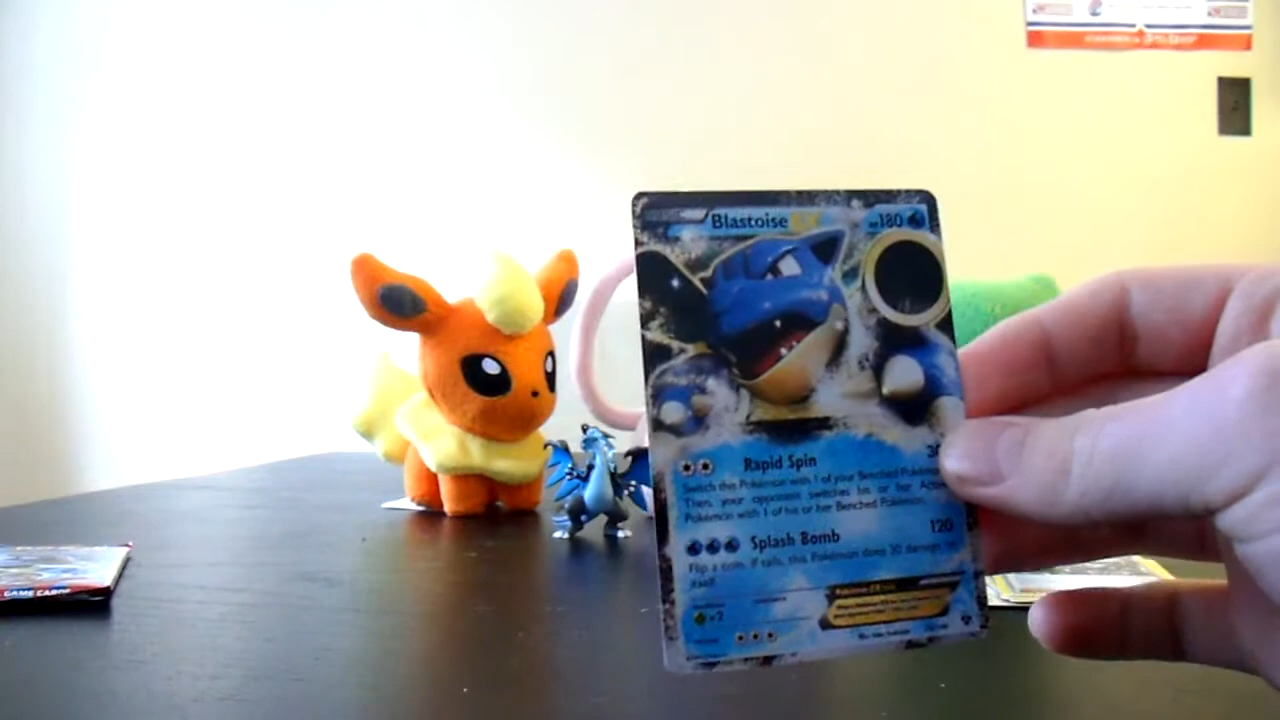 Blastoise EX
HP180
Rapid Spin 30
Switch this Pokémon with 1 of your Benched Pokémon.
Then, your opponent switches his or her Active
Pokémon with 1 of his or her Benched Pokémon.
Splash Bomb 120
Flip a coin. If tails, this Pokémon does 30 damage to
itself.
×2
GAME CARDS